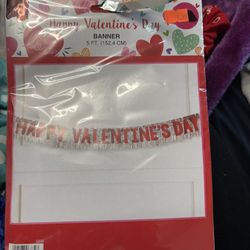 Happy Valentine's Day
BANNER
5 FT. (152.4 CM)
HAPPY VALENTINE'S DAY